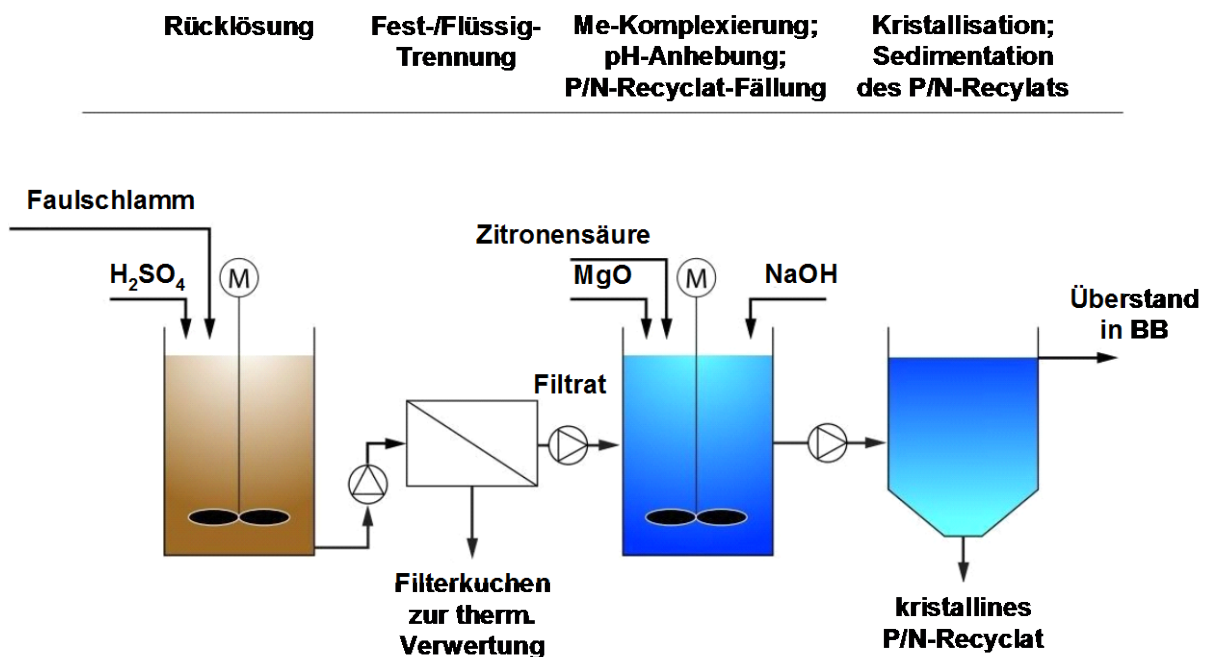 Rücklösung
Fest-/Flüssig-
Trennung
Me-Komplexierung;
pH-Anhebung;
P/N-Recyclat-Fällung
Kristallisation;
Sedimentation
des P/N-Recylats
Faulschlamm
H₂SO₄
M
Zitronensäure
MgO
M
NaOH
Überstand
in BB
Filtrat
Filterkuchen
zur therm.
Verwertung
kristallines
P/N-Recyclat